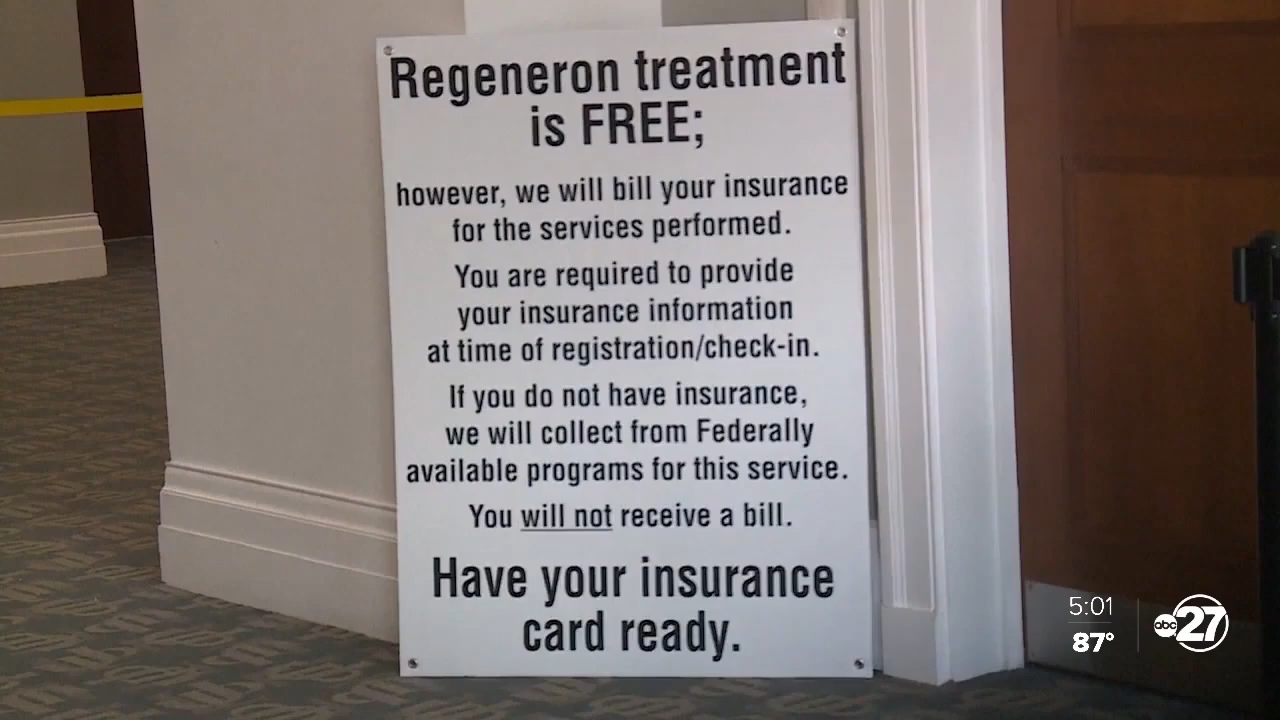 Regeneron treatment
is FREE;
however, we will bill your insurance
for the services performed.
You are required to provide
your insurance information
at time of registration/check-in.
If you do not have insurance,
we will collect from Federally
available programs for this service.
You will not receive a bill.
Have your insurance
card ready.
5:01
87°
abc 27